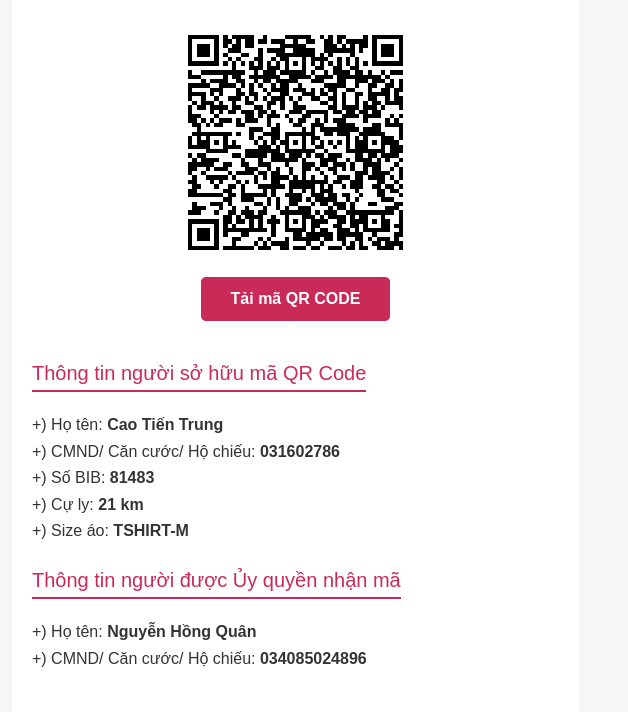 Tải mã QR CODE
Thông tin người sở hữu mã QR Code
+) Họ tên: Cao Tiến Trung
+) CMND/ Căn cước/ Hộ chiếu: 031602786
+) Số BIB: 81483
+) Cự ly: 21 km
+) Size áo: TSHIRT-M
Thông tin người được Ủy quyền nhận mã
+) Họ tên: Nguyễn Hồng Quân
+) CMND/ Căn cước/ Hộ chiếu: 034085024896